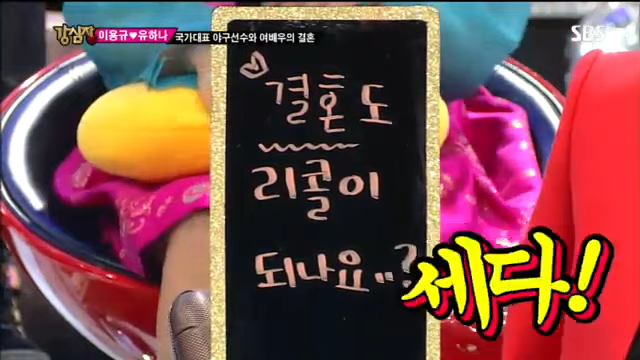 강심장 이용규♥유하나
국가대표 야구선수와 여배우의 결혼
SBS
결혼도
리콜이
되나요..?
세다!